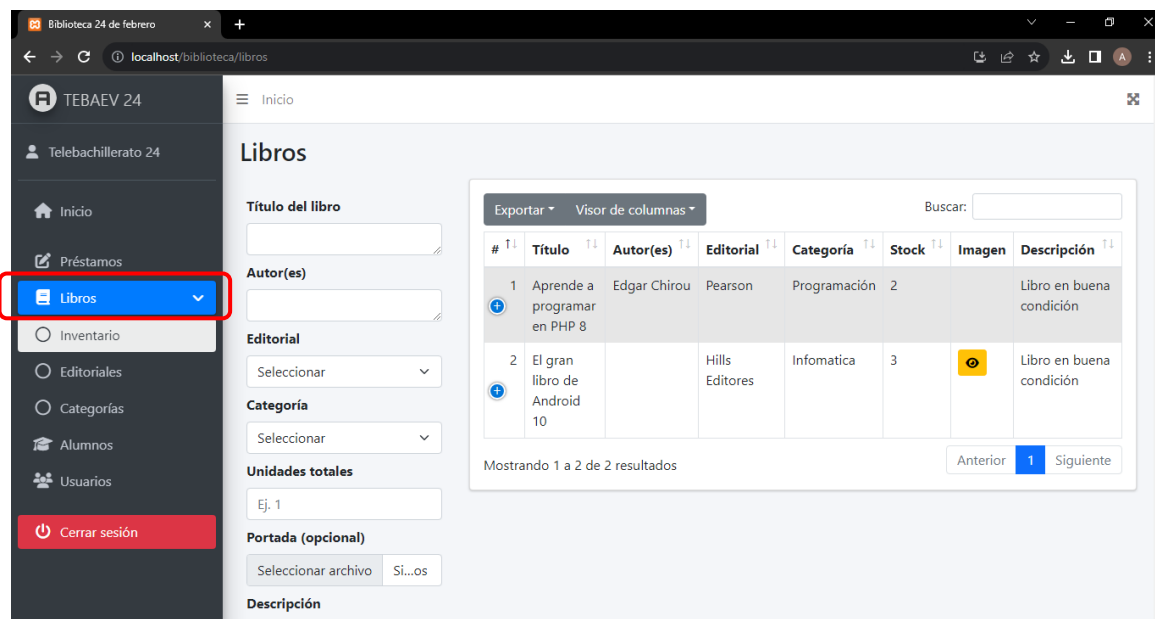 Biblioteca 24 de febrero
localhost/biblioteca/libros
A
TEBAEV 24
Inicio
Telebachillerato 24
Inicio
Préstamos
Libros
Inventario
Editoriales
Categorías
Alumnos
Usuarios
Cerrar sesión
Libros
Título del libro
Autor(es)
Editorial
Seleccionar
Categoría
Seleccionar
Unidades totales
Ej. 1
Portada (opcional)
Seleccionar archivo Si...os
Descripción
Exportar Visor de columnas
Buscar:
# Título Autor(es) Editorial Categoría Stock Imagen Descripción
1 Aprende a Edgar Chirou Pearson Programación 2 Libro en buena
programar condición
en PHP 8
2 El gran Hills Infomatica 3 Libro en buena
libro de Editores condición
Android
10
Mostrando 1 a 2 de 2 resultados
Anterior 1 Siguiente